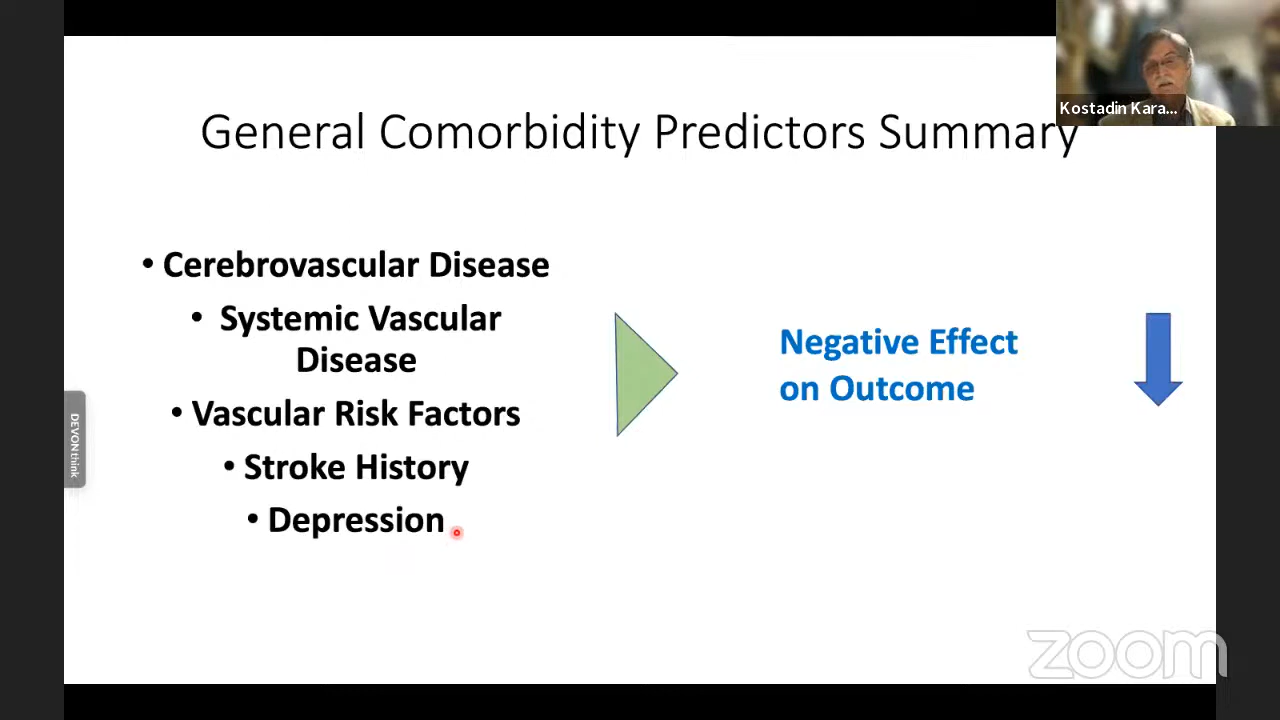 Kostadin Kara...
General Comorbidity Predictors Summary
• Cerebrovascular Disease
• Systemic Vascular
Disease
• Vascular Risk Factors
• Stroke History
• Depression
Negative Effect
on Outcome
DEVONthink
zoom